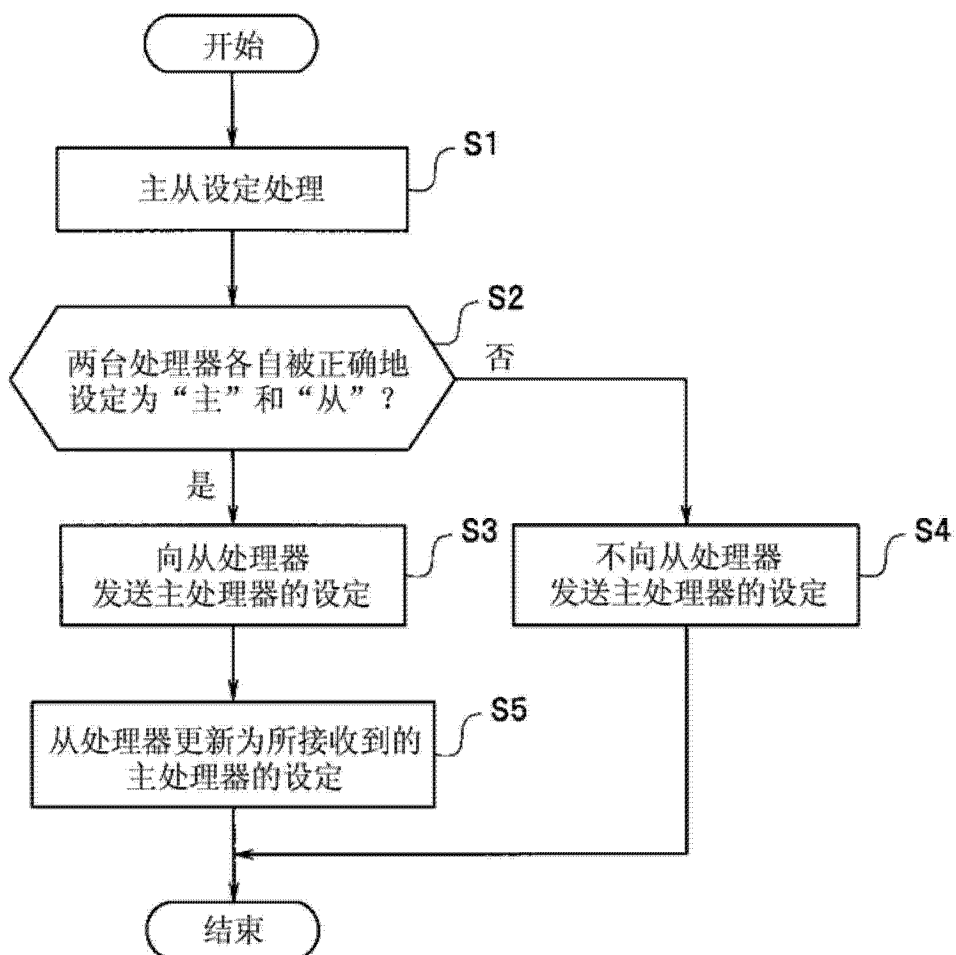 开始
S1
主从设定处理
S2
两台处理器各自被正确地
设定为“主”和“从”？
否
是
S3
向从处理器
发送主处理器的设定
S4
不向从处理器
发送主处理器的设定
S5
从处理器更新为所接收到的
主处理器的设定
结束